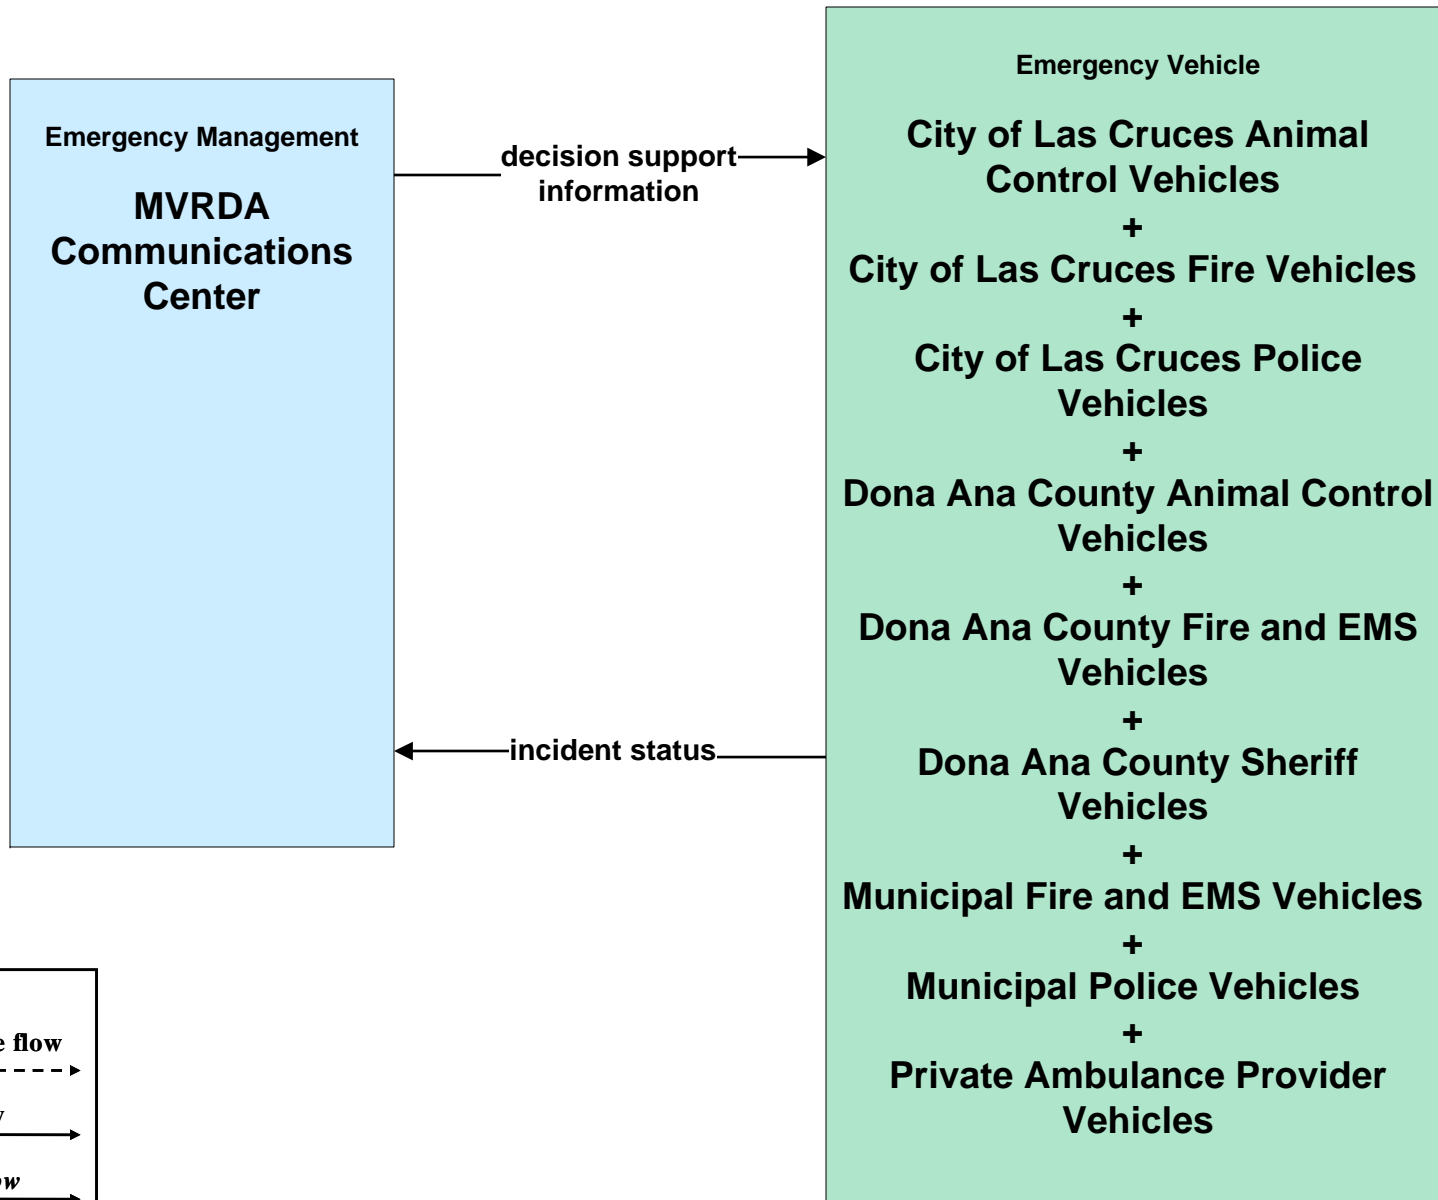 Emergency Management
MVRDA
Communications
Center
decision support
information
incident status
Emergency Vehicle
City of Las Cruces Animal
Control Vehicles
+
City of Las Cruces Fire Vehicles
+
City of Las Cruces Police
Vehicles
+
Dona Ana County Animal Control
Vehicles
+
Dona Ana County Fire and EMS
Vehicles
+
Dona Ana County Sheriff
Vehicles
+
Municipal Fire and EMS Vehicles
+
Municipal Police Vehicles
+
Private Ambulance Provider
Vehicles
flow